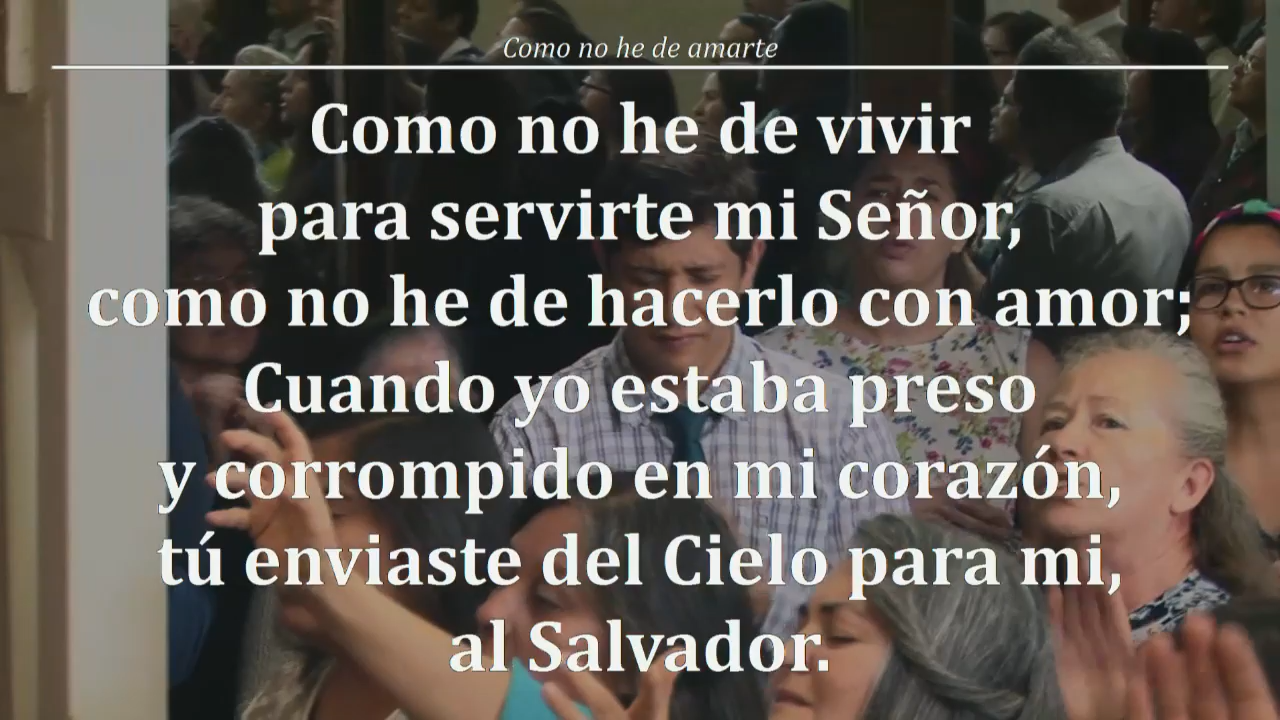 Como no he de amarte
Como no he de vivir
para servirte mi Señor,
como no he de hacerlo con amor;
Cuando yo estaba preso
y corrompido en mi corazón,
tú enviaste del Cielo para mi,
al Salvador.